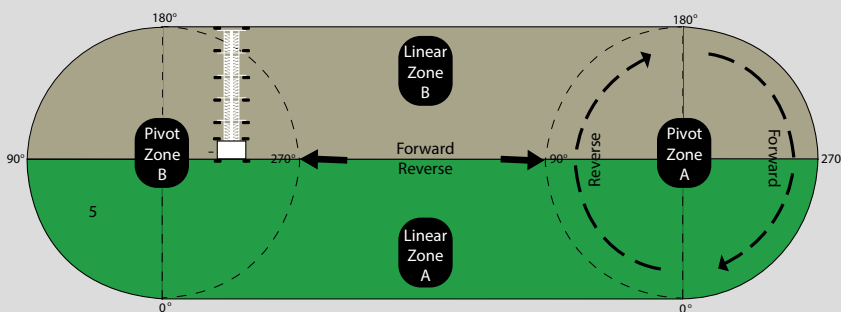 180°
180°
Linear
Zone
B
Pivot
Zone
B
Pivot
Zone
A
Reverse
Forward
Forward
Reverse
90°
270°
90°
270
5
Linear
Zone
A
0°
0°